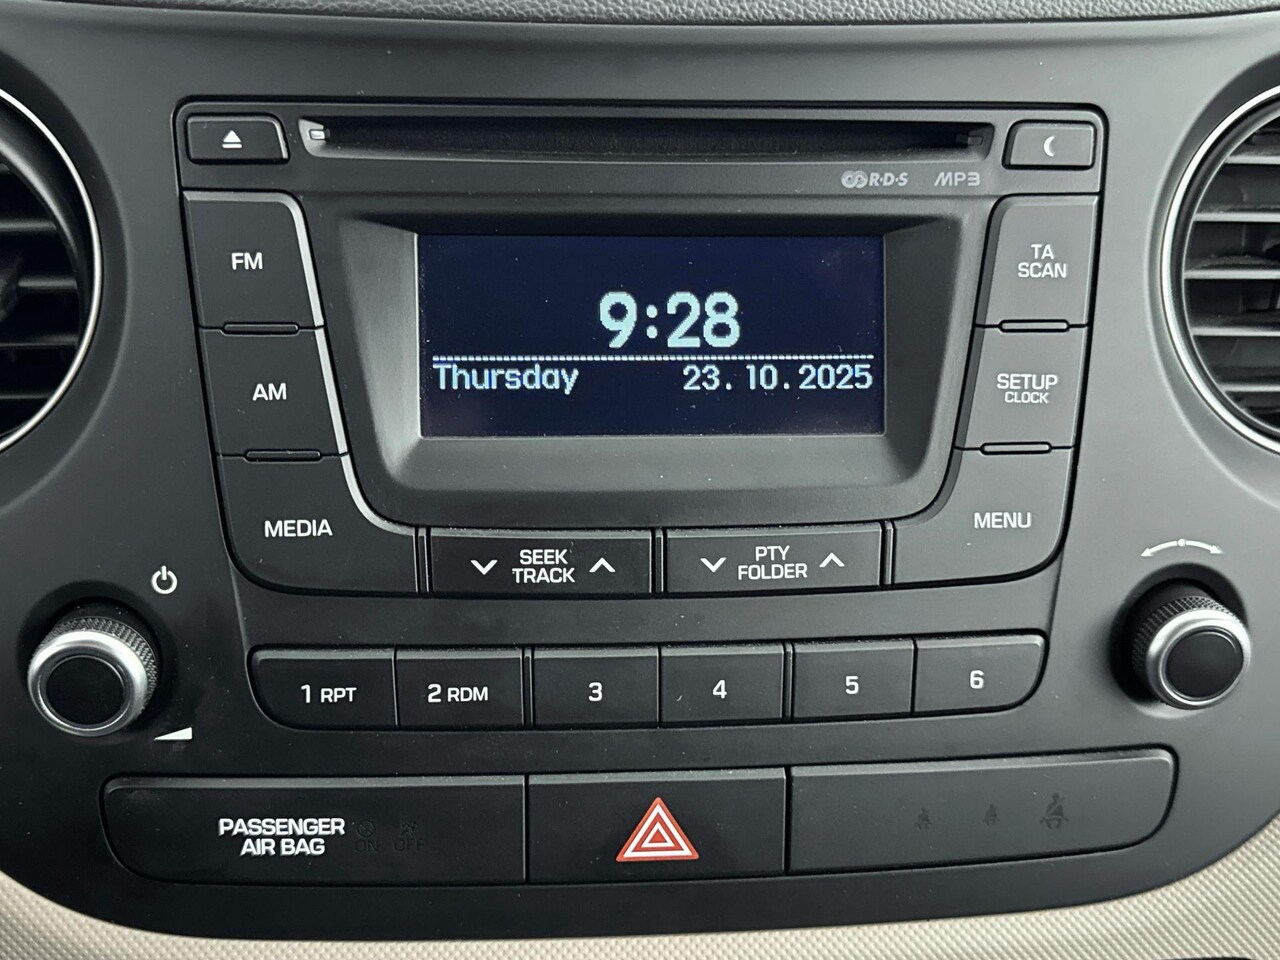 R·D·S MP3
FM
TA
SCAN
9:28
Thursday 23.10.2025
AM
SETUP
CLOCK
MEDIA
MENU
SEEK
TRACK
PTY
FOLDER
1 RPT
2 RDM
3
4
5
6
PASSENGER
AIR BAG
ON OFF